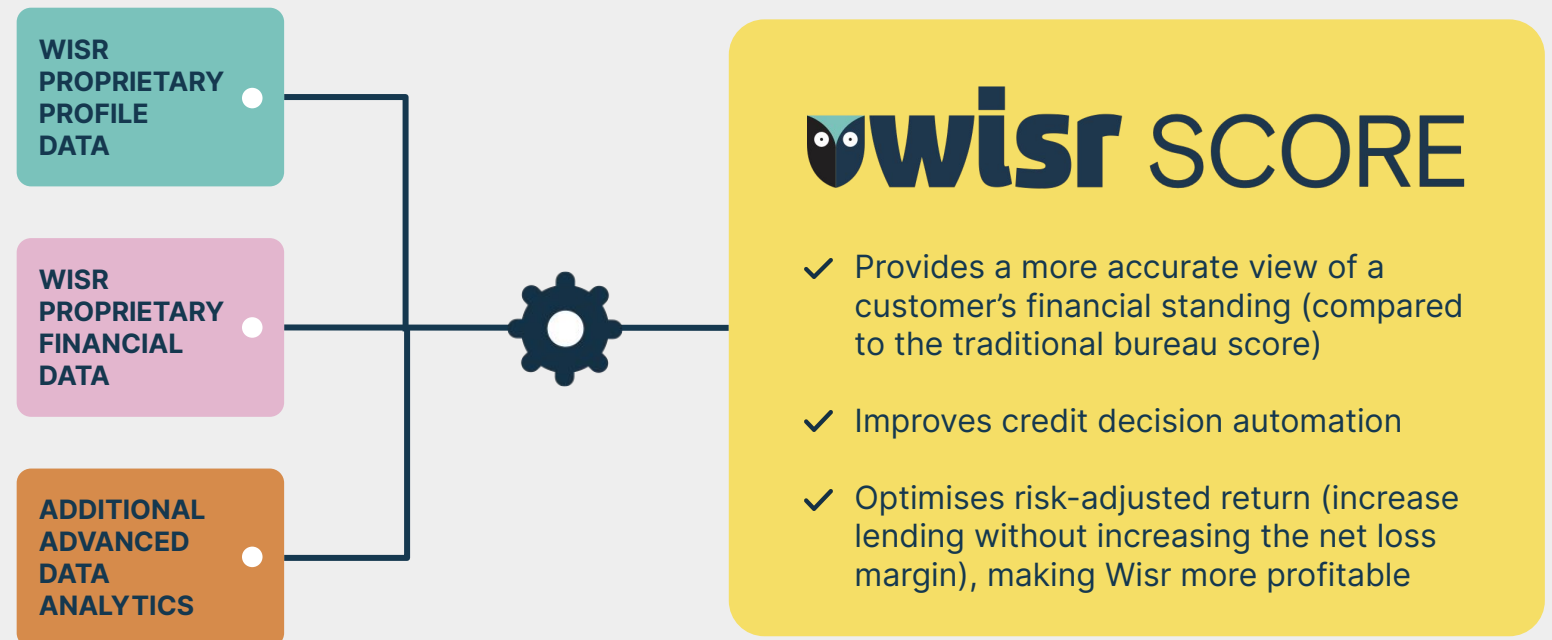 WISR
PROPRIETARY
PROFILE
DATA
WISR
PROPRIETARY
FINANCIAL
DATA
ADDITIONAL
ADVANCED
DATA
ANALYTICS
wisr SCORE
Provides a more accurate view of a
customer’s financial standing (compared
to the traditional bureau score)
Improves credit decision automation
Optimises risk-adjusted return (increase
lending without increasing the net loss
margin), making Wisr more profitable